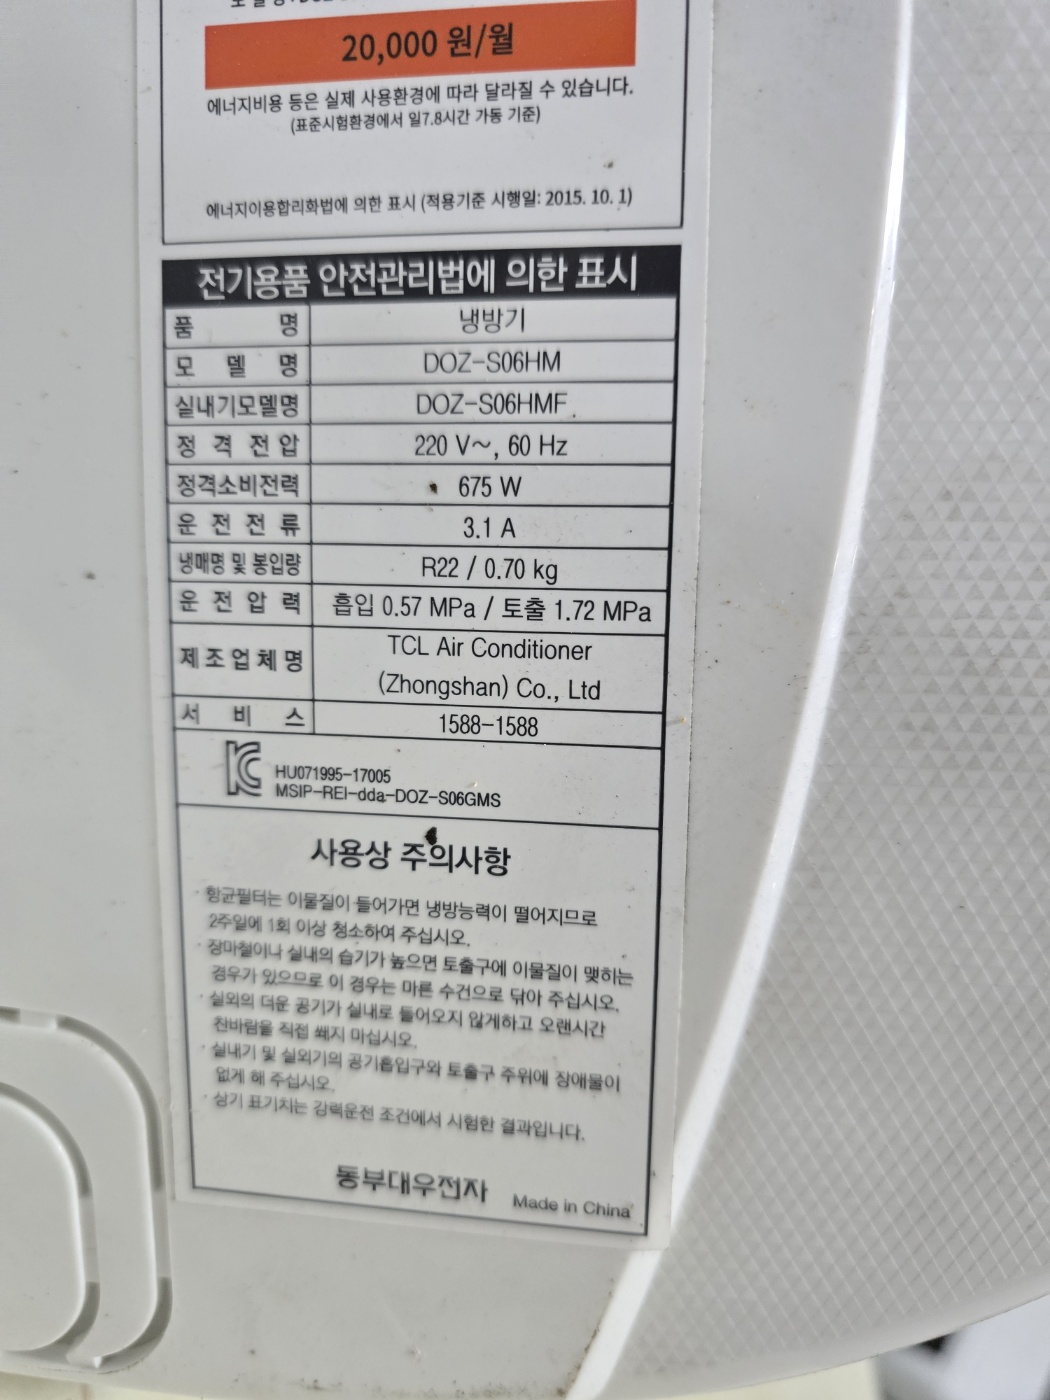 20,000 원/월
에너지비용 등은 실제 사용환경에 따라 달라질 수 있습니다.
(표준시험환경에서 일7.8시간 가동 기준)
에너지이용합리화법에 의한 표시 (적용기준 시행일: 2015. 10. 1)
전기용품 안전관리법에 의한 표시
품 명 냉방기
모 델 명 DOZ-S06HM
실내기모델명 DOZ-S06HMF
정 격 전 압 220 V~, 60 Hz
정격소비전력 675 W
운 전 전 류 3.1 A
냉매명 및 봉입량 R22 / 0.70 kg
운 전 압 력 흡입 0.57 MPa / 토출 1.72 MPa
제조업체명 TCL Air Conditioner
(Zhongshan) Co., Ltd
서 비 스 1588-1588
HU071995-17005
MSIP-REI-dda-DOZ-S06GMS
사용상 주의사항
· 항균필터는 이물질이 들어가면 냉방능력이 떨어지므로
2주일에 1회 이상 청소하여 주십시오.
· 장마철이나 실내의 습기가 높으면 토출구에 이물질이 맺히는
경우가 있으므로 이 경우는 마른 수건으로 닦아 주십시오.
· 실외의 더운 공기가 실내로 들어오지 않게하고 오랜시간
찬바람을 직접 쐐지 마십시오.
· 실내기 및 실외기의 공기흡입구와 토출구 주위에 장애물이
없게 해 주십시오.
· 상기 표기치는 강력운전 조건에서 시험한 결과입니다.
동부대우전자 Made in China